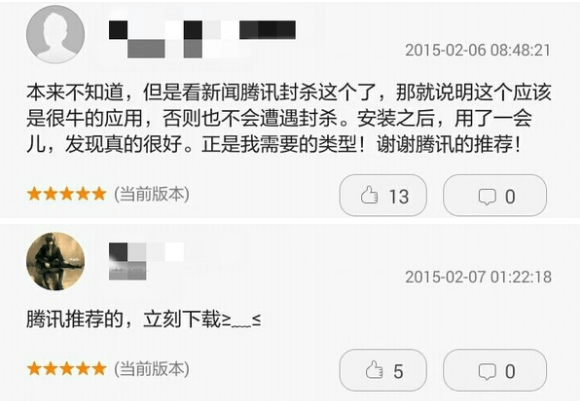 2015-02-06 08:48:21
本来不知道，但是看新闻腾讯封杀这个了，那就说明这个应该
是很牛的应用，否则也不会遭遇封杀。安装之后，用了一会
儿，发现真的很好。正是我需要的类型！谢谢腾讯的推荐！
★★★★★ (当前版本) 13 0
2015-02-07 01:22:18
腾讯推荐的，立刻下载≥﹏≤
★★★★★ (当前版本) 5 0